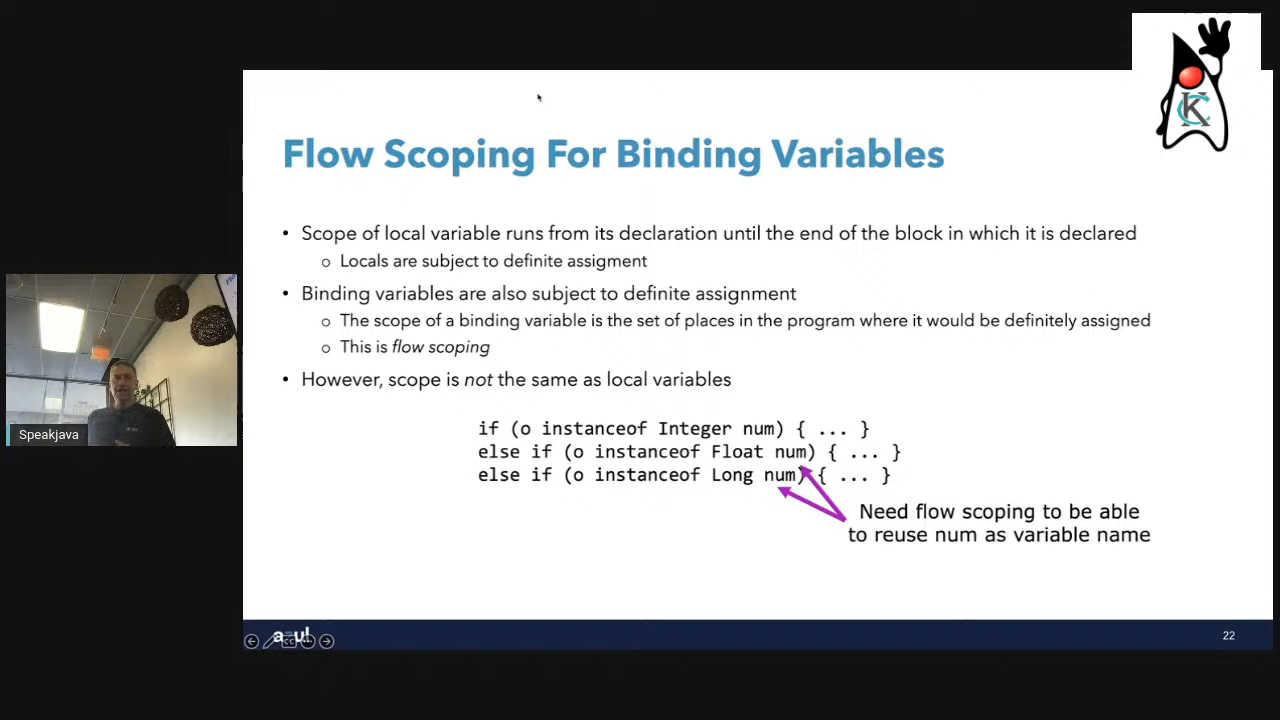 KC
Flow Scoping For Binding Variables
• Scope of local variable runs from its declaration until the end of the block in which it is declared
o Locals are subject to definite assigment
• Binding variables are also subject to definite assignment
o The scope of a binding variable is the set of places in the program where it would be definitely assigned
o This is flow scoping
• However, scope is not the same as local variables
if (o instanceof Integer num) { ... }
else if (o instanceof Float num) { ... }
else if (o instanceof Long num) { ... }
Need flow scoping to be able
to reuse num as variable name
Speakjava
azul
22